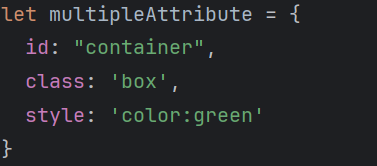 let multipleAttribute = {
  id: "container",
  class: 'box',
  style: 'color:green'
}